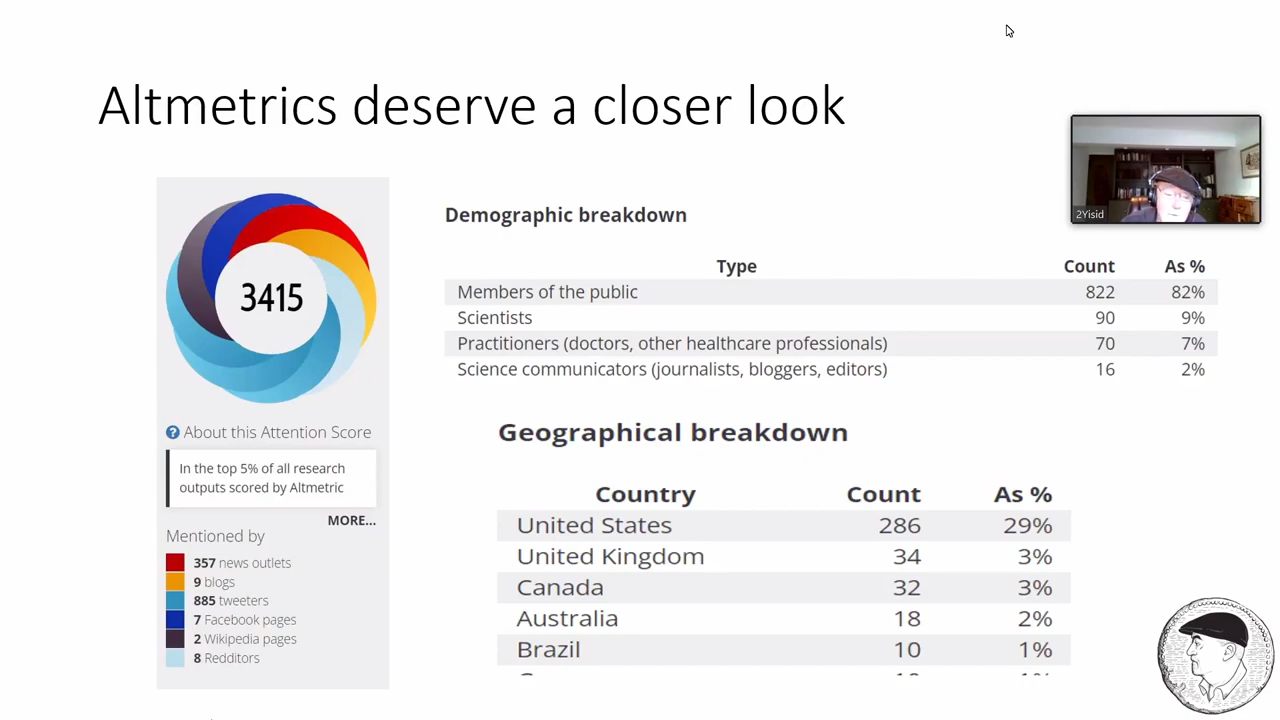 Altmetrics deserve a closer look
2Yisid
3415
? About this Attention Score
In the top 5% of all research
outputs scored by Altmetric
MORE...
Mentioned by
357 news outlets
9 blogs
885 tweeters
7 Facebook pages
2 Wikipedia pages
8 Redditors
Demographic breakdown
Type Count As %
Members of the public 822 82%
Scientists 90 9%
Practitioners (doctors, other healthcare professionals) 70 7%
Science communicators (journalists, bloggers, editors) 16 2%
Geographical breakdown
Country Count As %
United States 286 29%
United Kingdom 34 3%
Canada 32 3%
Australia 18 2%
Brazil 10 1%